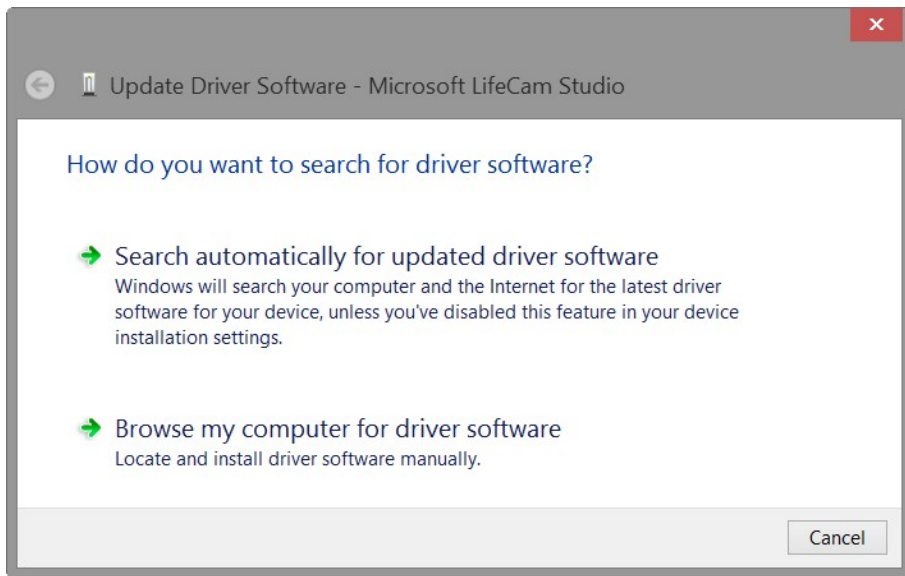 Update Driver Software - Microsoft LifeCam Studio
How do you want to search for driver software?
Search automatically for updated driver software
Windows will search your computer and the Internet for the latest driver
software for your device, unless you've disabled this feature in your device
installation settings.
Browse my computer for driver software
Locate and install driver software manually.
Cancel